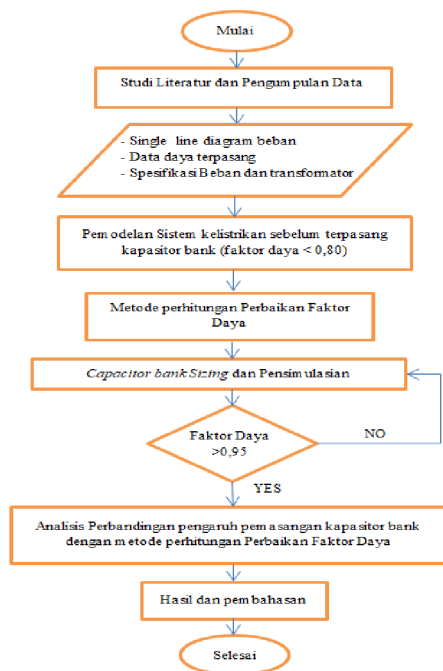 Mulai
Studi Literatur dan Pengumpulan Data
- Single line diagram beban
- Data daya terpasang
- Spesifikasi Beban dan transformator
Pemodelan Sistem kelistrikan sebelum terpasang
kapasitor bank (faktor daya < 0,80)
Metode perhitungan Perbaikan Faktor
Daya
Capacitor bank Sizing dan Pensimulasian
Faktor Daya
>0,95
NO
YES
Analisis Perbandingan pengaruh pemasangan kapasitor bank
dengan metode perhitungan Perbaikan Faktor Daya
Hasil dan pembahasan
Selesai